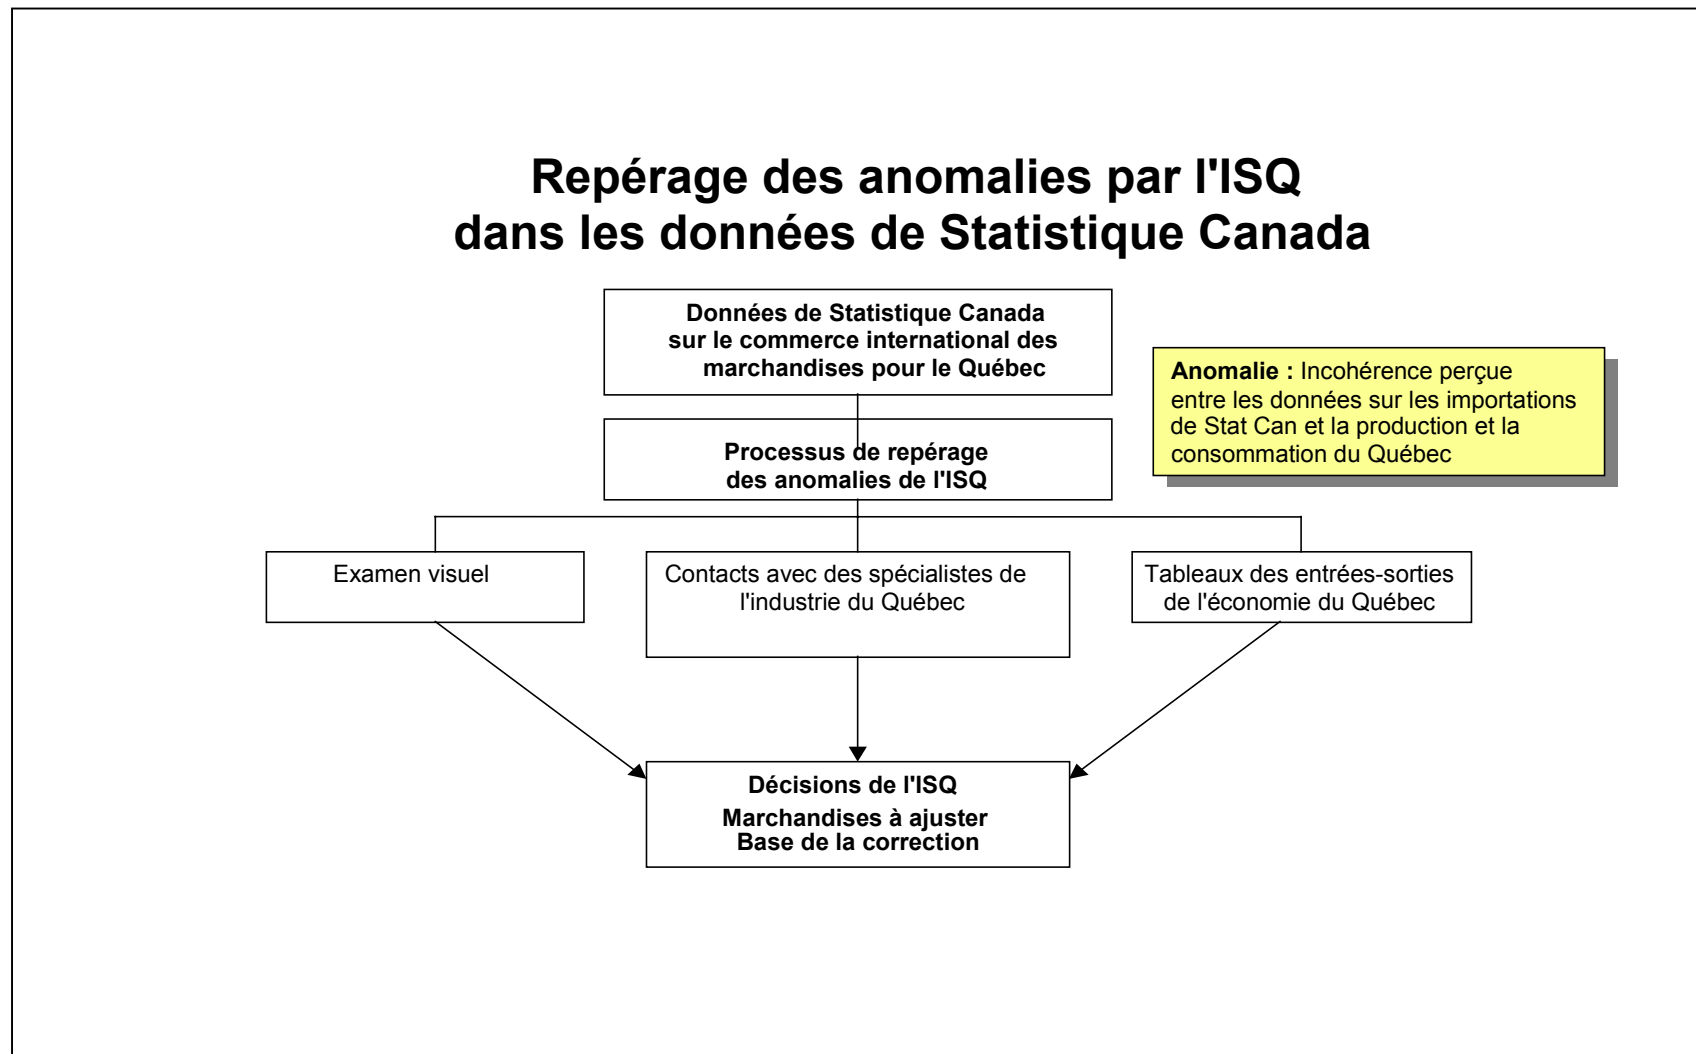 Repérage des anomalies par l'ISQ
dans les données de Statistique Canada
Données de Statistique Canada
sur le commerce international des
marchandises pour le Québec
Anomalie : Incohérence perçue
entre les données sur les importations
de Stat Can et la production et la
consommation du Québec
Processus de repérage
des anomalies de l'ISQ
Examen visuel
Contacts avec des spécialistes de
l'industrie du Québec
Tableaux des entrées-sorties
de l'économie du Québec
Décisions de l'ISQ
Marchandises à ajuster
Base de la correction